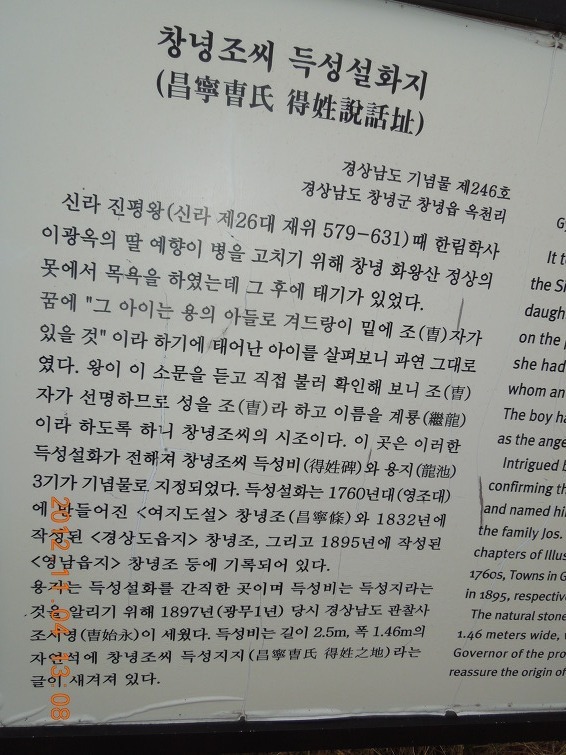 창녕조씨 득성설화지
(昌寧曺氏 得姓說話址)
경상남도 기념물 제246호
경상남도 창녕군 창녕읍 옥천리
신라 진평왕(신라 제26대 재위 579-631)때 한림학사
이광옥의 딸 예향이 병을 고치기 위해 창녕 화왕산 정상의
못에서 목욕을 하였는데 그 후에 태기가 있었다.
꿈에 "그 아이는 용의 아들로 겨드랑이 밑에 조(曺)자가
있을 것" 이라 하기에 태어난 아이를 살펴보니 과연 그대로
였다. 왕이 이 소문을 듣고 직접 불러 확인해 보니 조(曺)
자가 선명하므로 성을 조(曺)라 하고 이름을 계룡(繼龍)
이라 하도록 하니 창녕조씨의 시조이다. 이 곳은 이러한
득성설화가 전해져 창녕조씨 득성비(得姓碑)와 용지(龍池)
3기가 기념물로 지정되었다. 득성설화는 1760년대(영조대)
에 만들어진 <여지도설> 창녕조(昌寧條)와 1832년에
작성된 <경상도읍지> 창녕조, 그리고 1895년에 작성된
<영남읍지> 창녕조 등에 기록되어 있다.
용지는 득성설화를 간직한 곳이며 득성비는 득성지라는
것을 알리기 위해 1897년(광무1년) 당시 경상남도 관찰사
조시영(曺始永)이 세웠다. 득성비는 길이 2.5m, 폭 1.46m의
자연석에 창녕조씨 득성지지(昌寧曺氏 得姓之地)라는
글이 새겨져 있다.
It t
the S
daugh
on the
she had
whom an
The boy ha
as the ange
Intrigued b
confirming th
and named hi
the family Jos.
chapters of Illus
1760s, Towns in G
in 1895, respective
The natural stone
1.46 meters wide,
Governor of the pro
reassure the origin of
2012.11.04 13:08